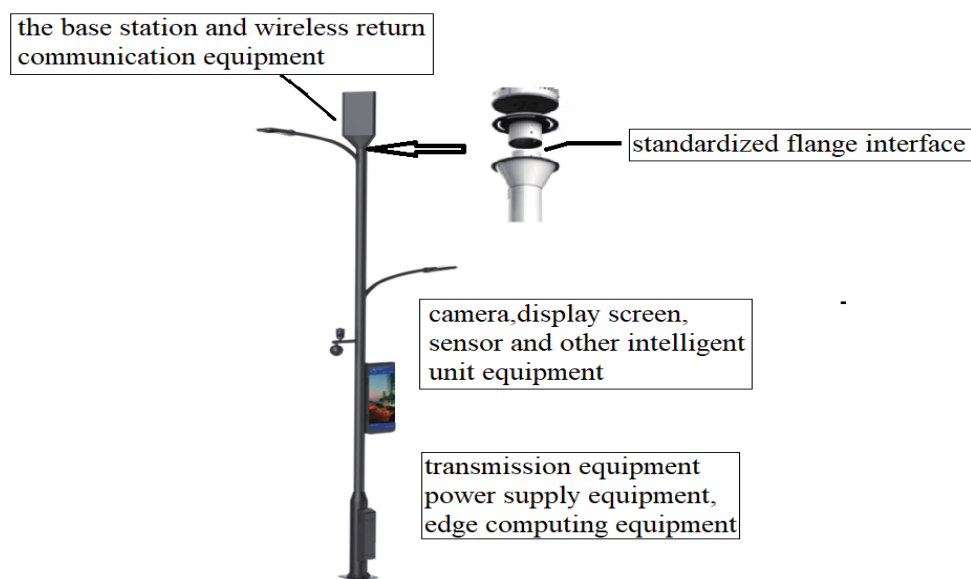 the base station and wireless return
communication equipment
standardized flange interface
camera,display screen,
sensor and other intelligent
unit equipment
transmission equipment
power supply equipment,
edge computing equipment